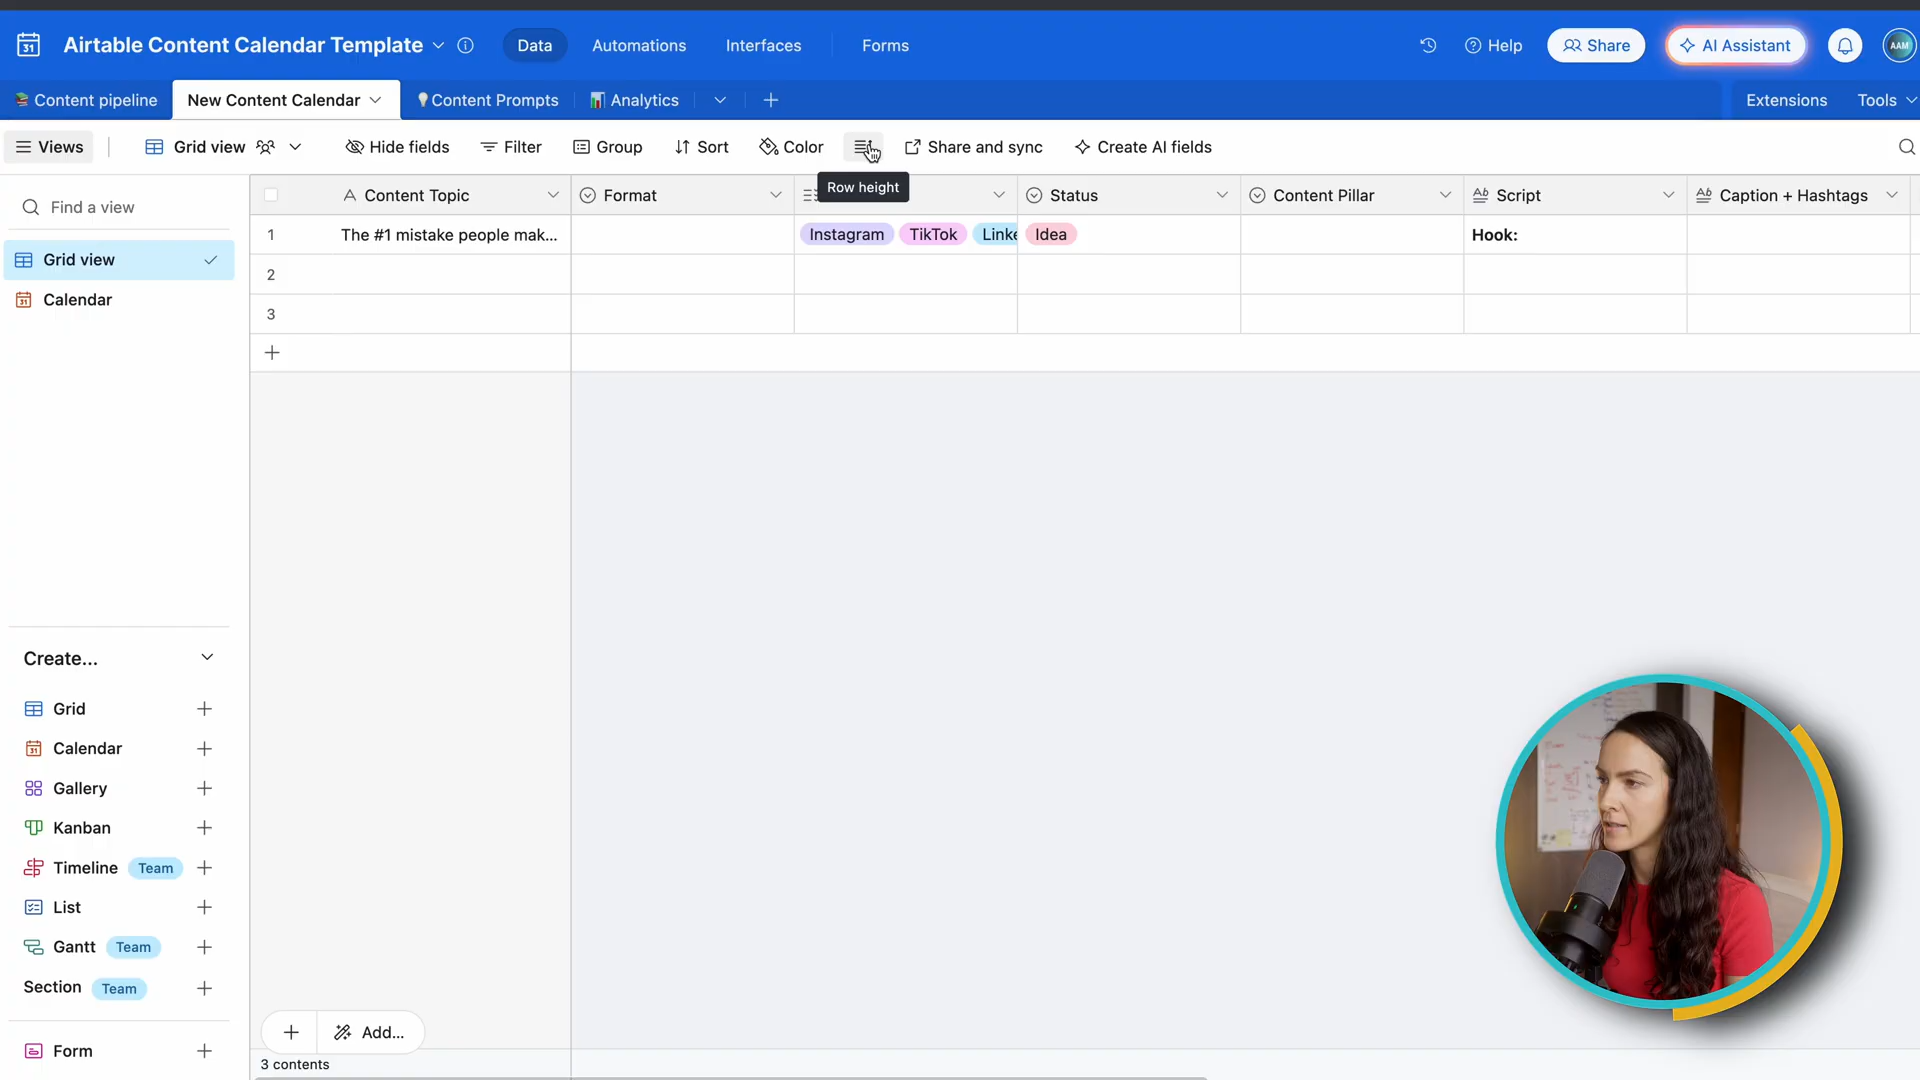 Airtable Content Calendar Template
Data
Automations
Interfaces
Forms
Help
Share
AI Assistant
AAM
Content pipeline
New Content Calendar
Content Prompts
Analytics
Extensions
Tools
Views
Grid view
Hide fields
Filter
Group
Sort
Color
Share and sync
Create AI fields
Row height
Find a view
Content Topic
Format
Status
Content Pillar
Script
Caption + Hashtags
1
The #1 mistake people mak...
Instagram
TikTok
Linke
Idea
Hook:
2
3
Grid view
Calendar
Create...
Grid
Calendar
Gallery
Kanban
Timeline Team
List
Gantt Team
Section Team
Form
Add...
3 contents